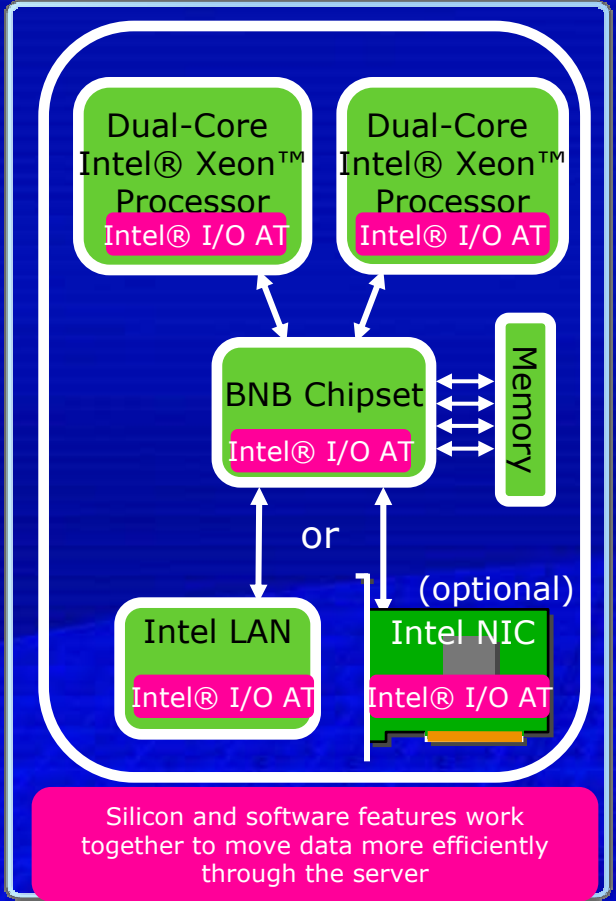 Dual-Core
Intel® Xeon™
Processor
Intel® I/O AT
Dual-Core
Intel® Xeon™
Processor
Intel® I/O AT
BNB Chipset
Intel® I/O AT
Memory
or
(optional)
Intel LAN
Intel® I/O AT
Intel NIC
Intel® I/O AT
Silicon and software features work
together to move data more efficiently
through the server